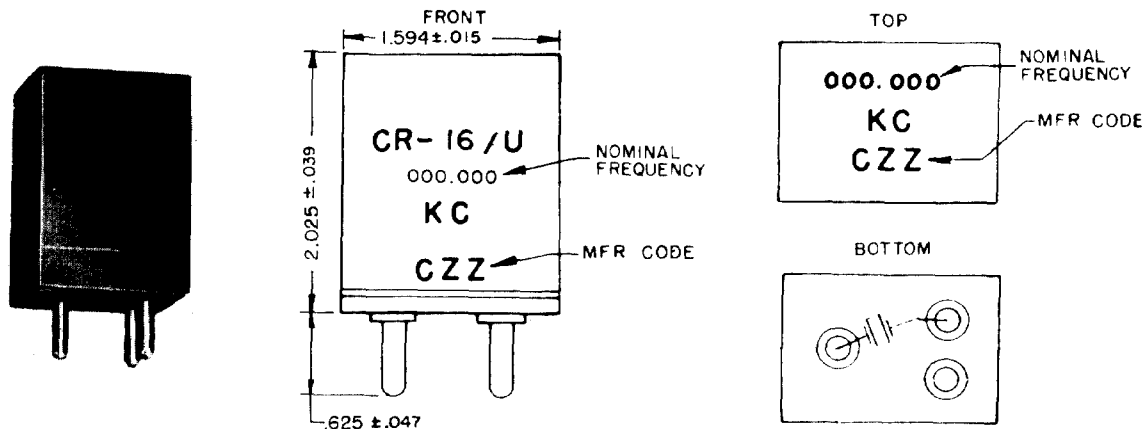 FRONT
1.594±.015
2.025 ±.039
CR-16/U
000.000
KC
CZZ
NOMINAL
FREQUENCY
MFR CODE
.625 ±.047
TOP
000.000
KC
CZZ
NOMINAL
FREQUENCY
MFR CODE
BOTTOM